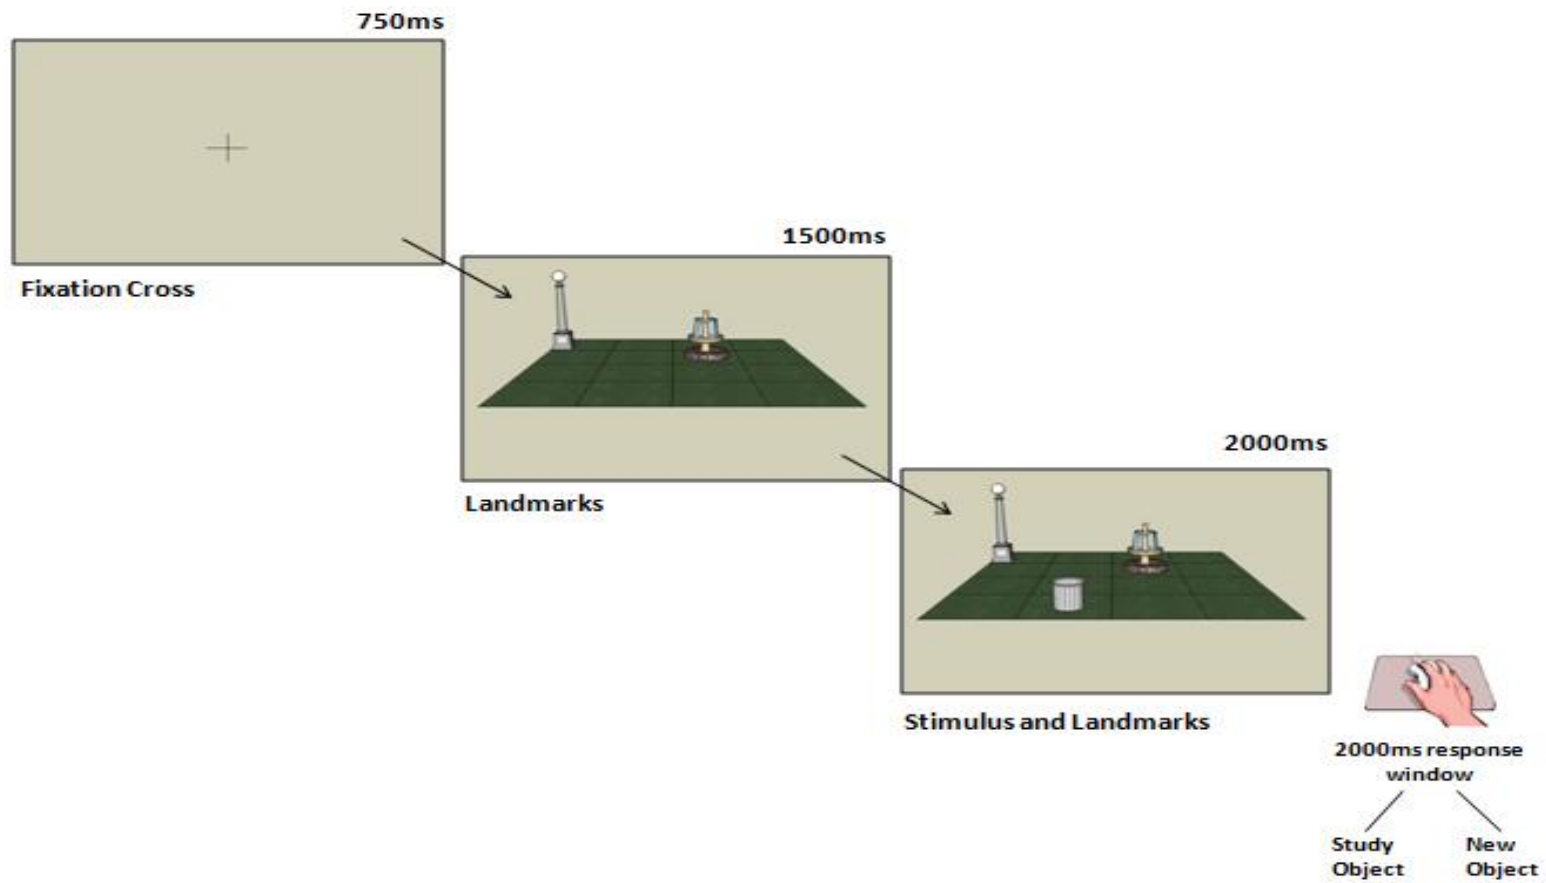 750ms
Fixation Cross
1500ms
Landmarks
2000ms
Stimulus and Landmarks
2000ms response
window
Study
Object
New
Object